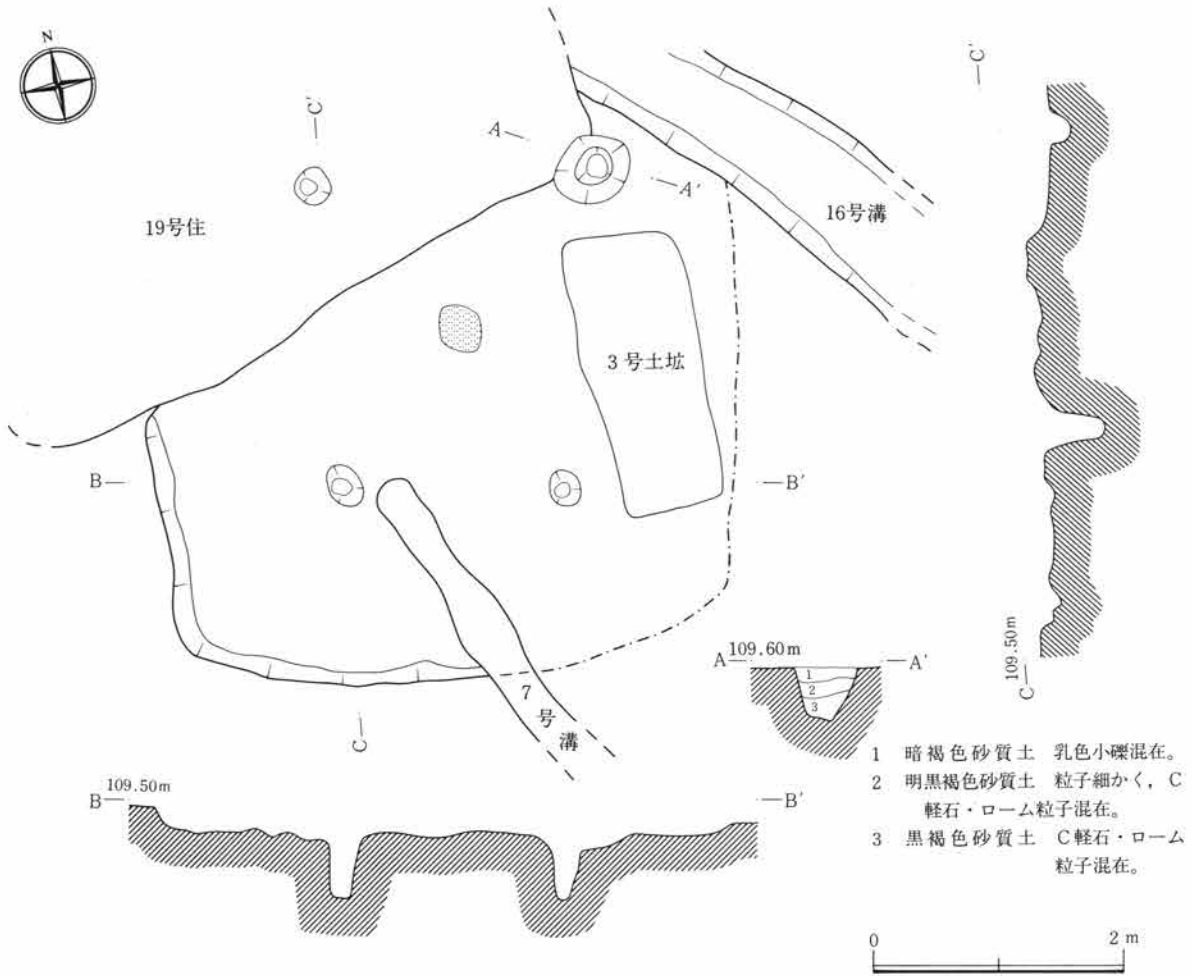 N
C'
C'
A
A'
19号住
16号溝
3号土坑
B
B'
7
号
溝
C
109.60m
A
A'
109.50m
C
1 暗褐色砂質土 乳色小礫混在。
2 明黒褐色砂質土 粒子細かく，C
軽石・ローム粒子混在。
3 黒褐色砂質土 C軽石・ローム
粒子混在。
1
2
3
109.50m
B
B'
0
2 m